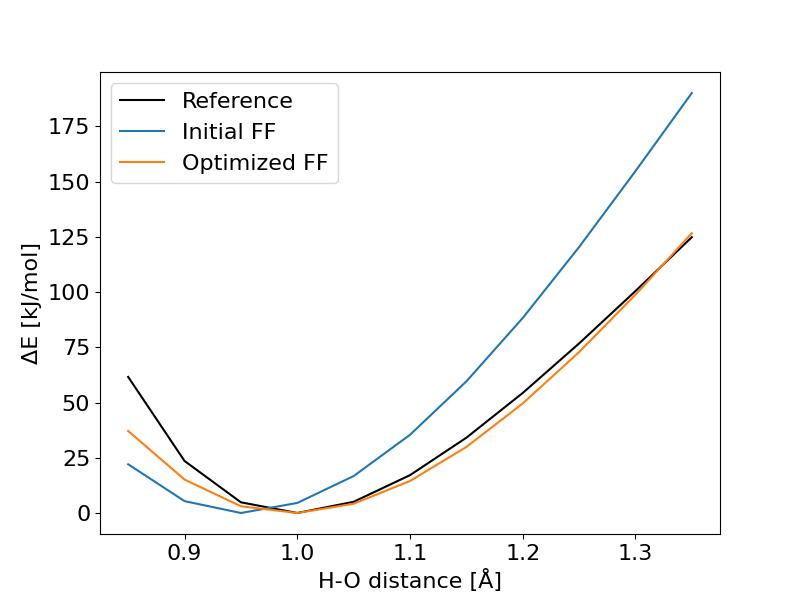 Reference
Initial FF
Optimized FF
ΔE [kJ/mol]
175
150
125
100
75
50
25
0
0.9 1.0 1.1 1.2 1.3
H-O distance [Å]